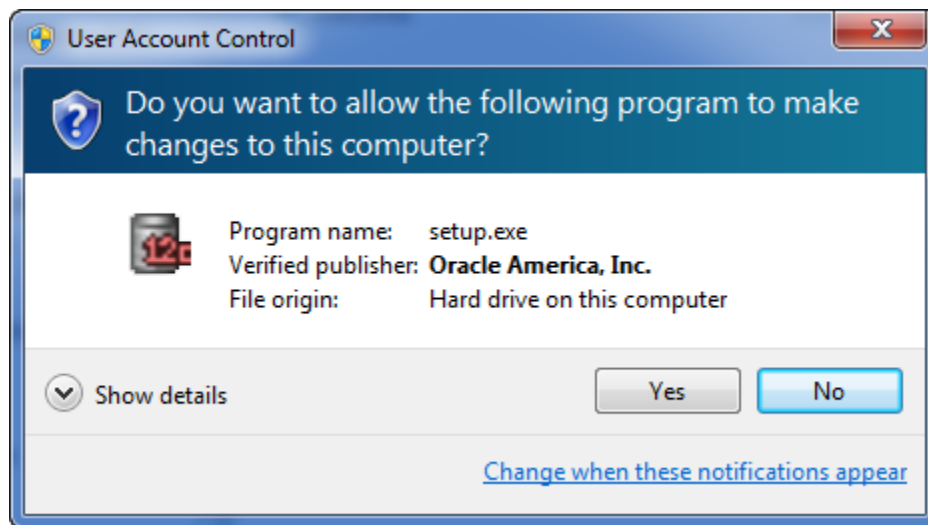 User Account Control
Do you want to allow the following program to make
changes to this computer?
12c
Program name: setup.exe
Verified publisher: Oracle America, Inc.
File origin: Hard drive on this computer
Show details
Yes
No
Change when these notifications appear